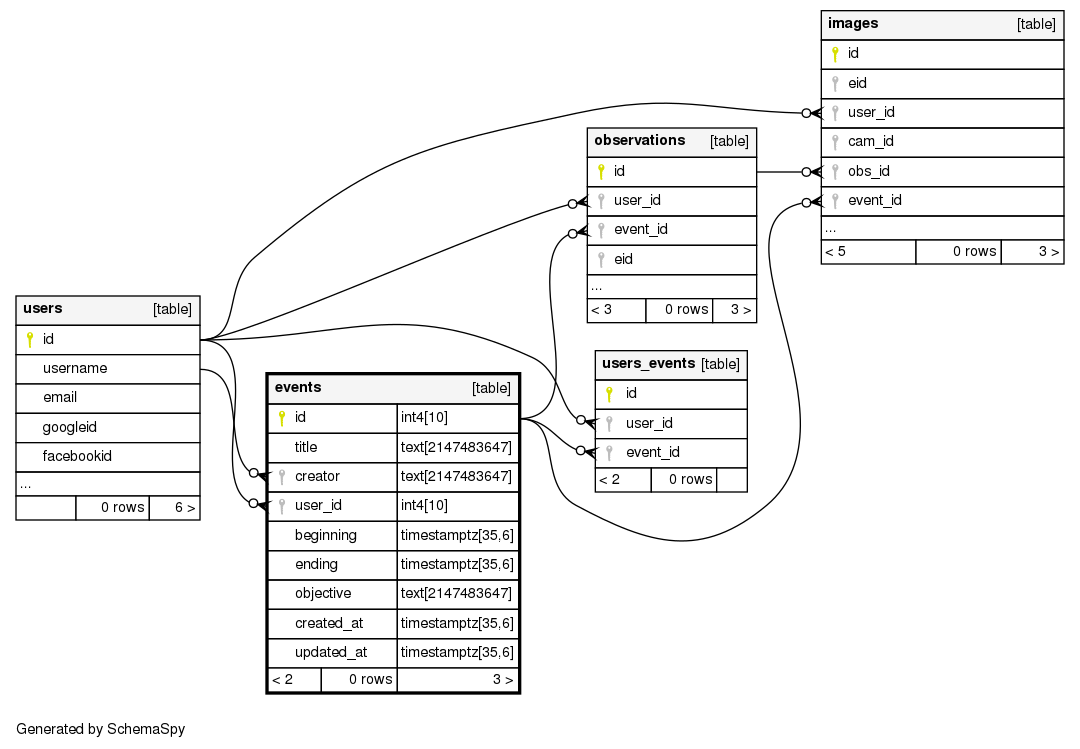 images [table]
id
eid
user_id
cam_id
obs_id
event_id
...
< 5 0 rows 3 >
observations [table]
id
user_id
event_id
eid
...
< 3 0 rows 3 >
users [table]
id
username
email
googleid
facebookid
...
0 rows 6 >
users_events [table]
id
user_id
event_id
< 2 0 rows
events [table]
id int4[10]
title text[2147483647]
creator text[2147483647]
user_id int4[10]
beginning timestamptz[35,6]
ending timestamptz[35,6]
objective text[2147483647]
created_at timestamptz[35,6]
updated_at timestamptz[35,6]
< 2 0 rows 3 >
Generated by SchemaSpy